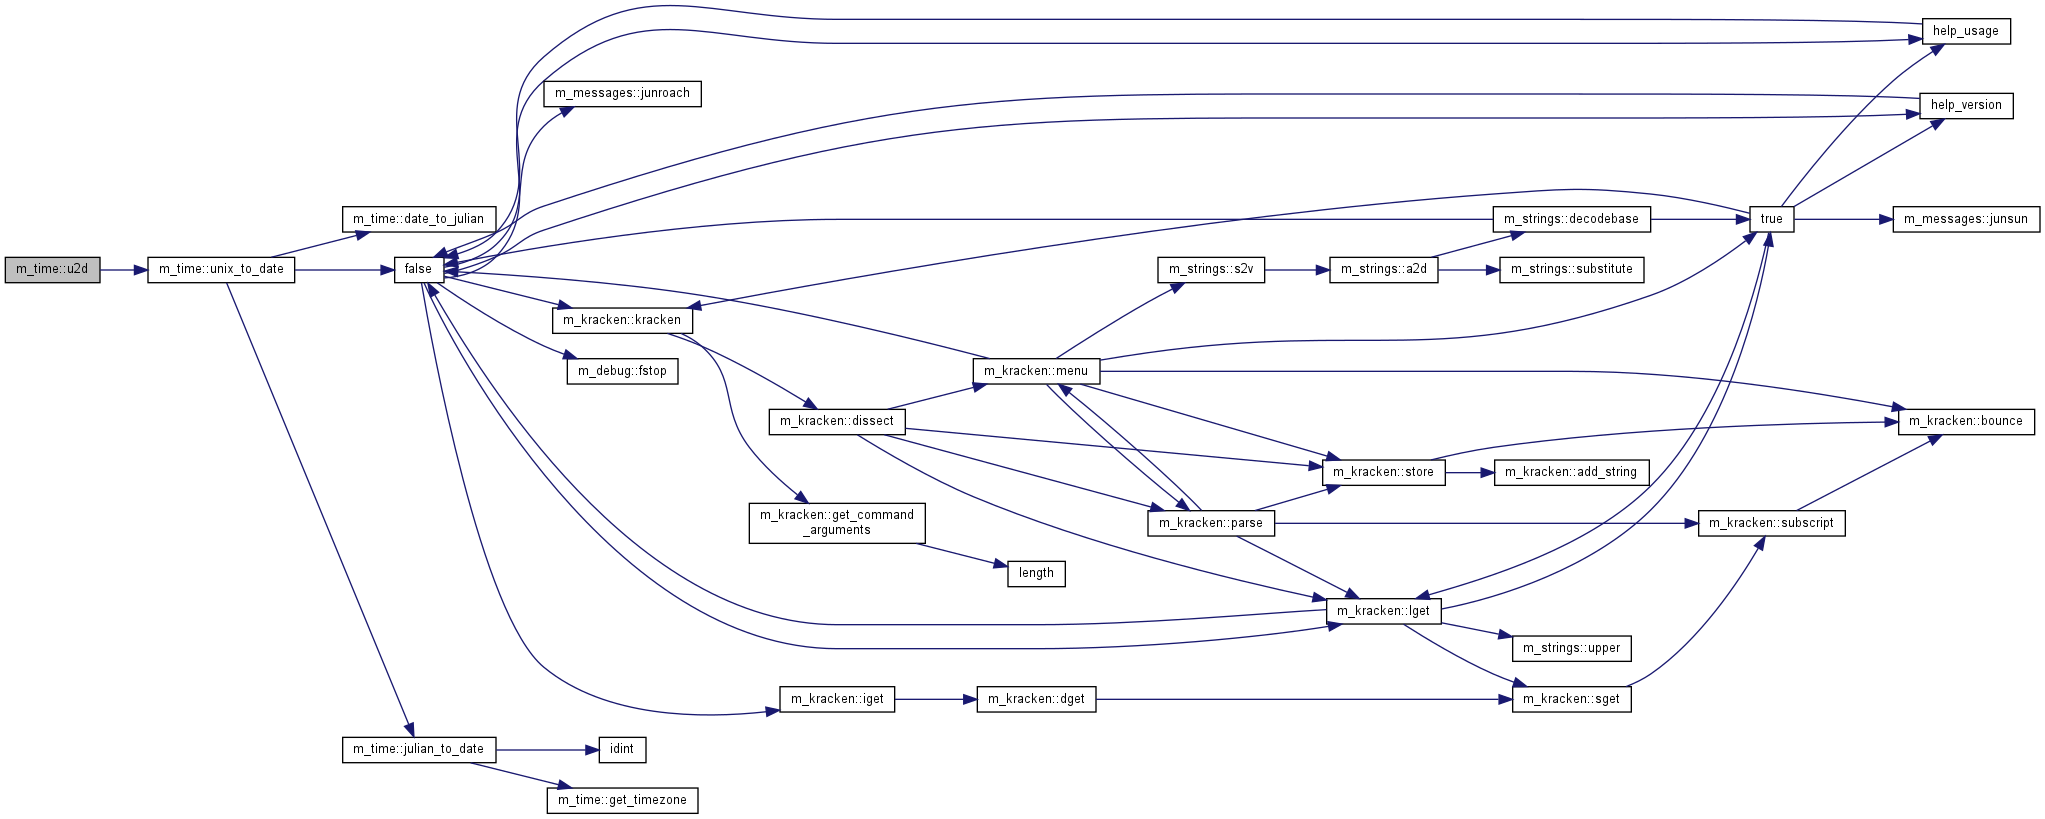 help_usage
m_messages::junroach
help_version
m_time::date_to_julian
m_strings::decodebase
true
m_messages::junsun
m_time::u2d
m_time::unix_to_date
false
m_strings::s2v
m_strings::a2d
m_strings::substitute
m_kracken::kracken
m_debug::fstop
m_kracken::menu
m_kracken::dissect
m_kracken::bounce
m_kracken::store
m_kracken::add_string
m_kracken::get_command
_arguments
m_kracken::parse
m_kracken::subscript
length
m_kracken::lget
m_strings::upper
m_kracken::iget
m_kracken::dget
m_kracken::sget
m_time::julian_to_date
idint
m_time::get_timezone